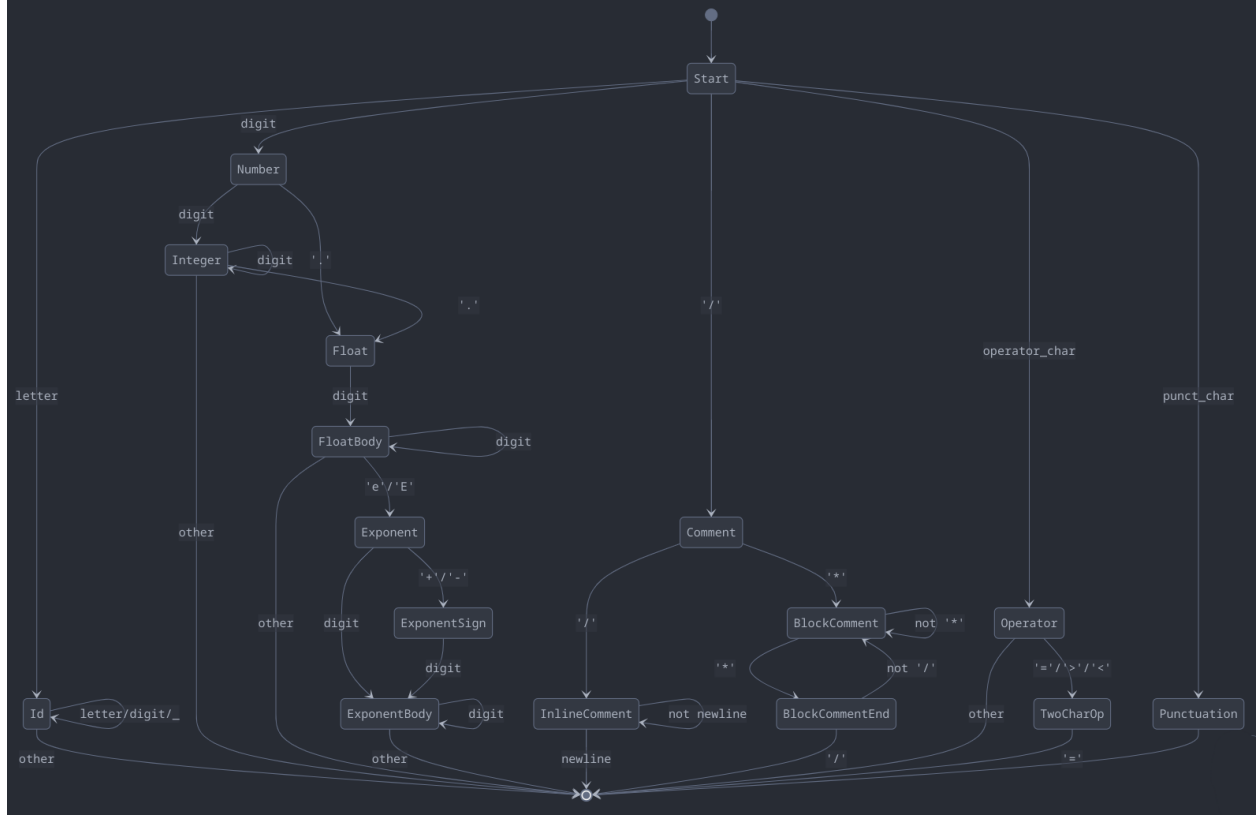 Start
digit
Number
digit
Integer
digit
'.'
'.'
'/'
Float
operator_char
digit
letter
punct_char
FloatBody
digit
'e'/'E'
other
Exponent
Comment
'+'/'-'
'*'
other
digit
ExponentSign
'/'
BlockComment
not '*'
Operator
digit
'*'
not '/'
'='/'>'/'<'
Id
letter/digit/_
ExponentBody
digit
InlineComment
not newline
BlockCommentEnd
other
TwoCharOp
Punctuation
other
other
newline
'/'
'='